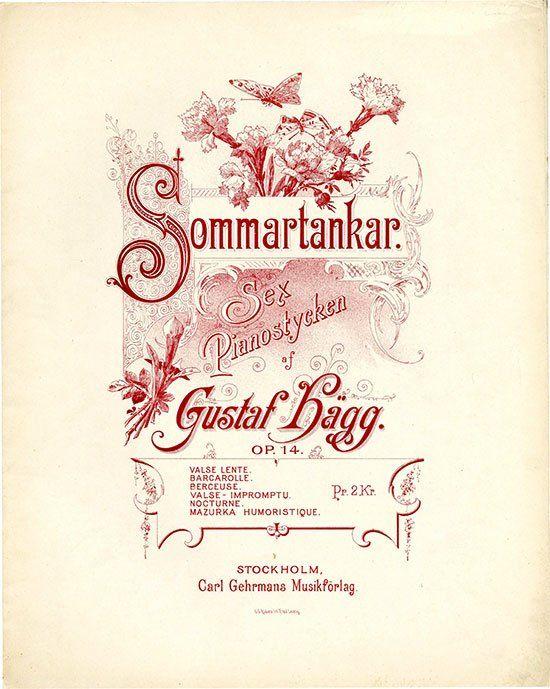 Sommartankar.
Sex
Pianostycken
af
Gustaf Hägg.
OP. 14.
VALSE LENTE.
BARCAROLLE.
BERCEUSE.
VALSE-IMPROMPTU.
NOCTURNE.
MAZURKA HUMORISTIQUE.
Pr. 2 Kr.
STOCKHOLM,
Carl Gehrmans Musikförlag.